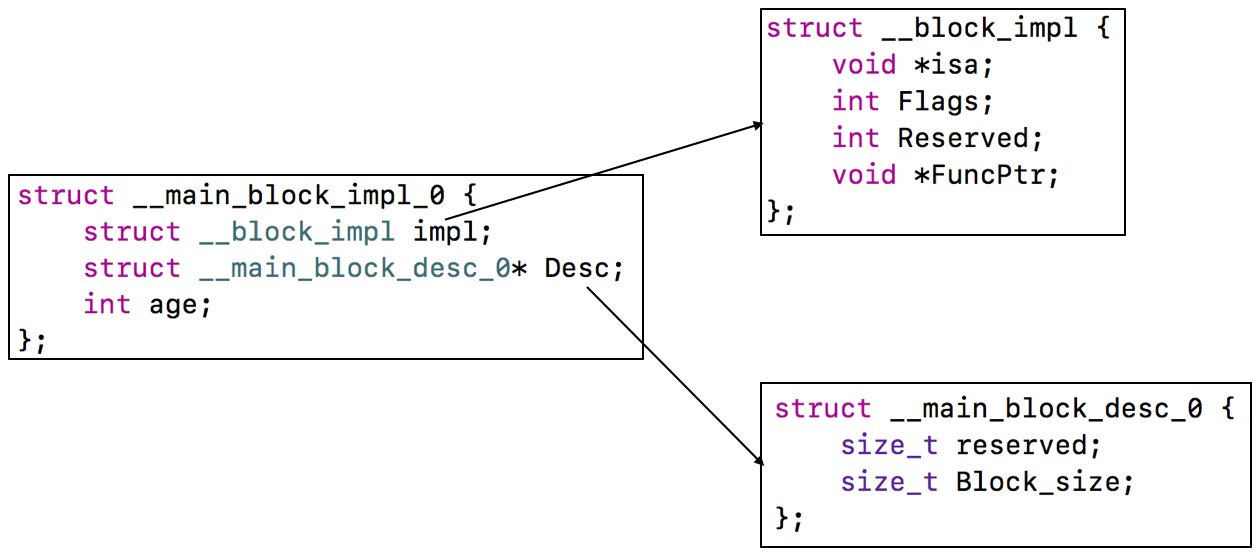 struct __main_block_impl_0 {
    struct __block_impl impl;
    struct __main_block_desc_0* Desc;
    int age;
};
struct __block_impl {
    void *isa;
    int Flags;
    int Reserved;
    void *FuncPtr;
};
struct __main_block_desc_0 {
    size_t reserved;
    size_t Block_size;
};